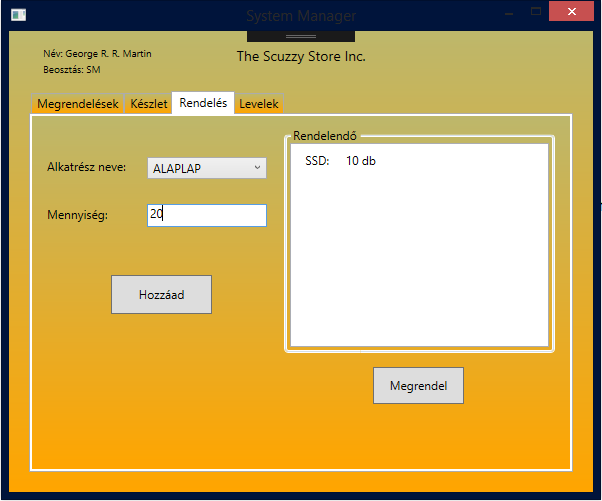 System Manager
Név: George R. R. Martin
Beosztás: SM
The Scuzzy Store Inc.
Megrendelések Készlet Rendelés Levelek
Alkatrész neve: ALAPLAP
Mennyiség: 20
Hozzáad
Rendelendő
SSD: 10 db
Megrendel